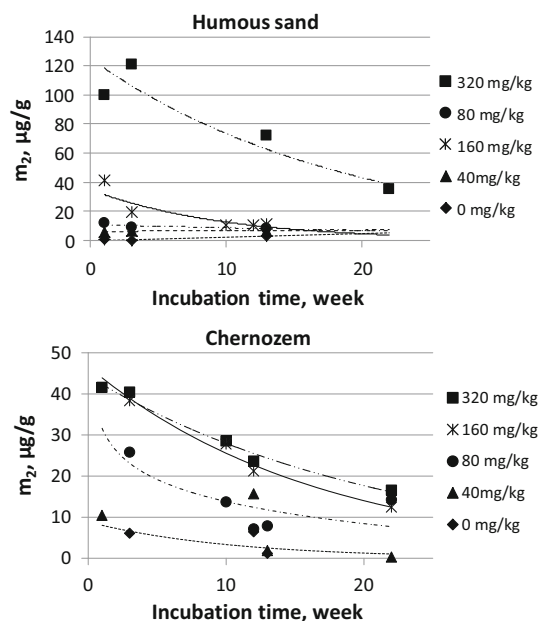 Humous sand
m₂, µg/g
140
120
100
80
60
40
20
0
0 10 20
Incubation time, week
320 mg/kg
80 mg/kg
160 mg/kg
40mg/kg
0 mg/kg
Chernozem
m₂, µg/g
50
40
30
20
10
0
0 10 20
Incubation time, week
320 mg/kg
160 mg/kg
80 mg/kg
40mg/kg
0 mg/kg